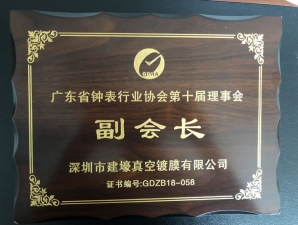 GDCA
广东省钟表行业协会第十届理事会
副会长
深圳市建壕真空镀膜有限公司
证书编号:GDZB18-058